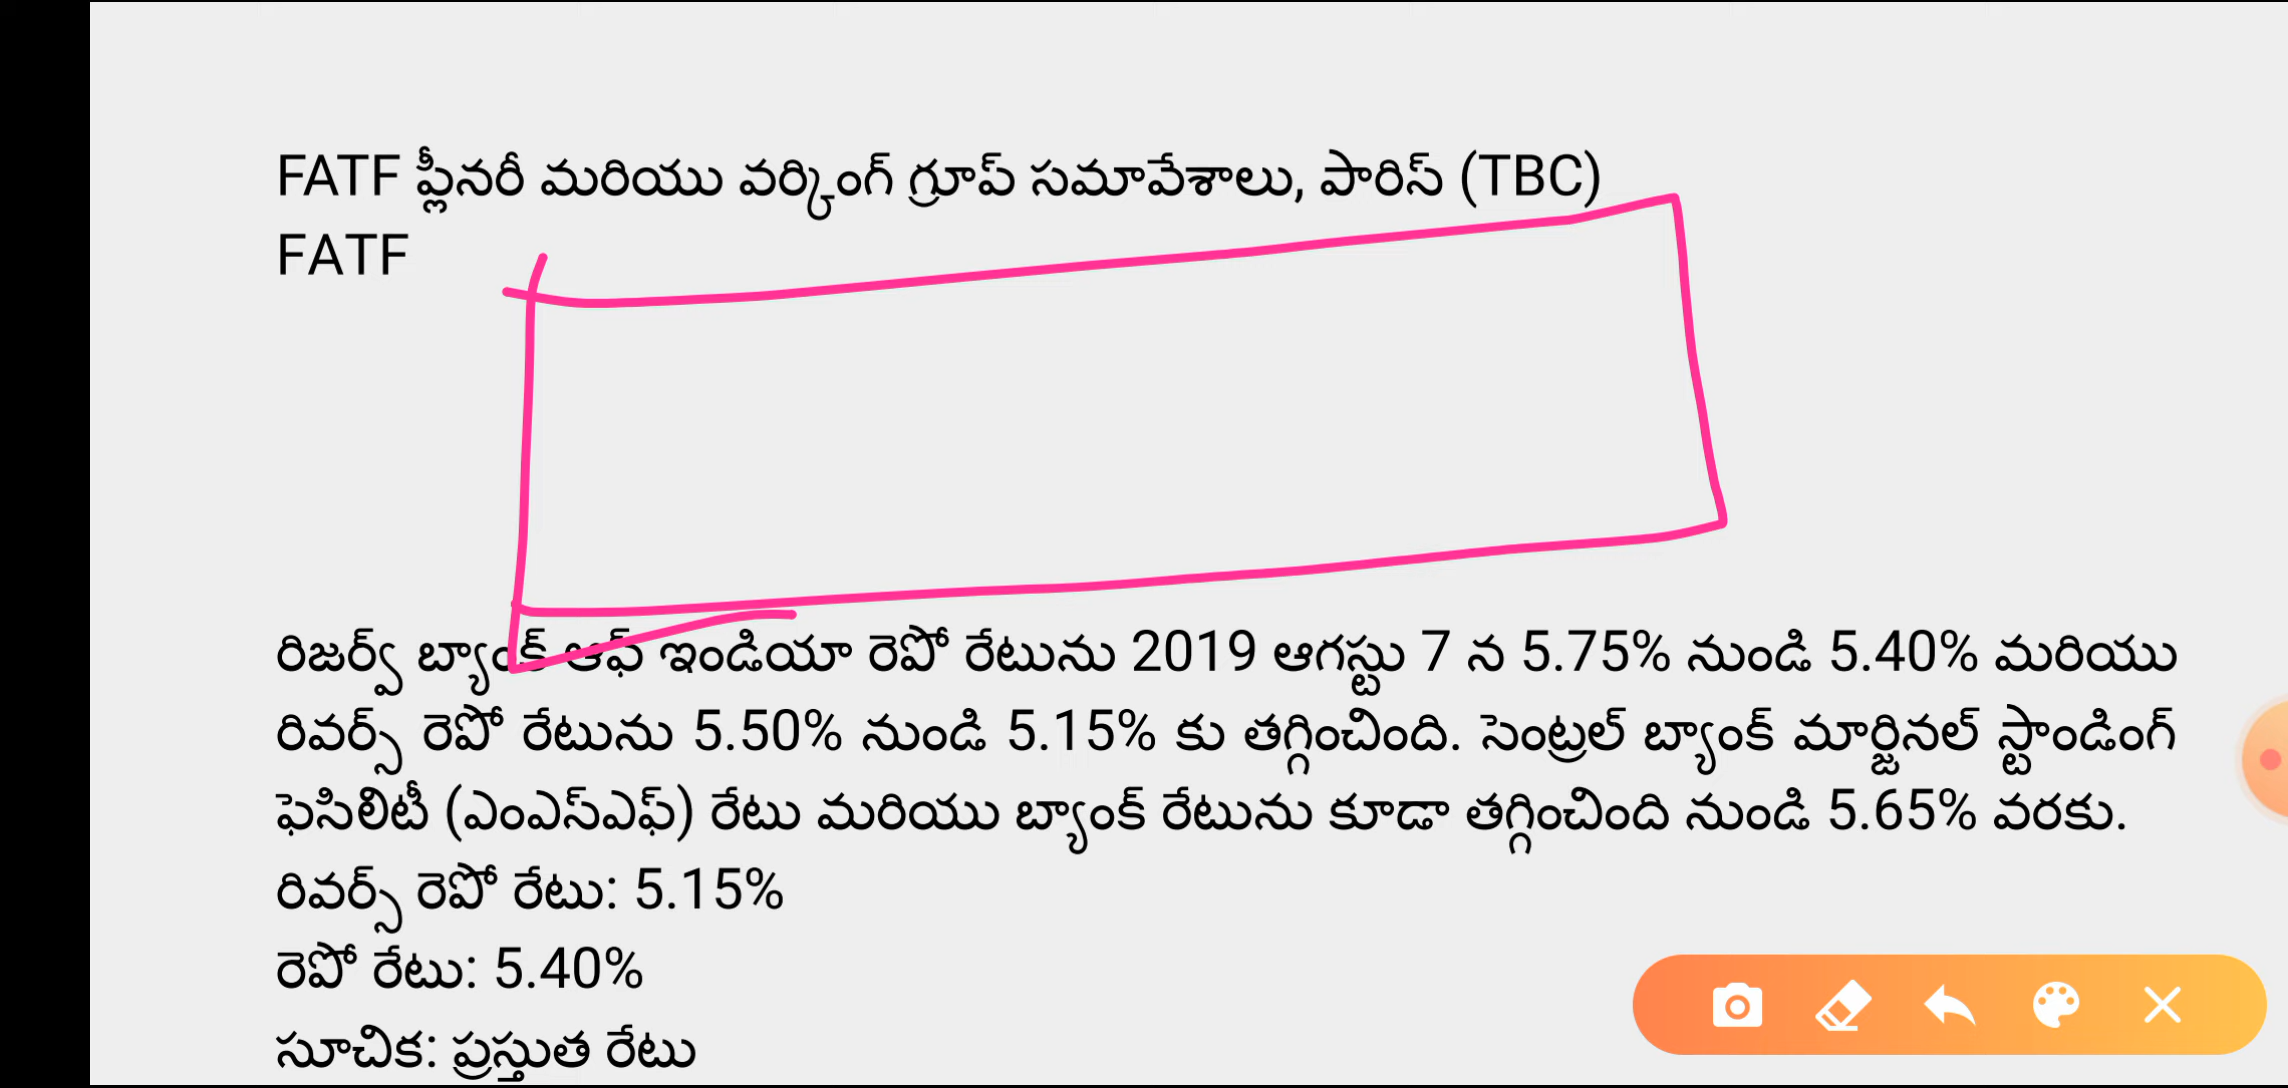 FATF ప్లీనరీ మరియు వర్కింగ్ గ్రూప్ సమావేశాలు, పారిస్ (TBC)
FATF
రిజర్వ్ బ్యాంక్ ఆఫ్ ఇండియా రెపో రేటును 2019 ఆగస్టు 7 న 5.75% నుండి 5.40% మరియు
రివర్స్ రెపో రేటును 5.50% నుండి 5.15% కు తగ్గించింది. సెంట్రల్ బ్యాంక్ మార్జినల్ స్టాండింగ్
ఫెసిలిటీ (ఎంఎస్ఎఫ్) రేటు మరియు బ్యాంక్ రేటును కూడా తగ్గించింది నుండి 5.65% వరకు.
రివర్స్ రెపో రేటు: 5.15%
రెపో రేటు: 5.40%
సూచిక: ప్రస్తుత రేటు